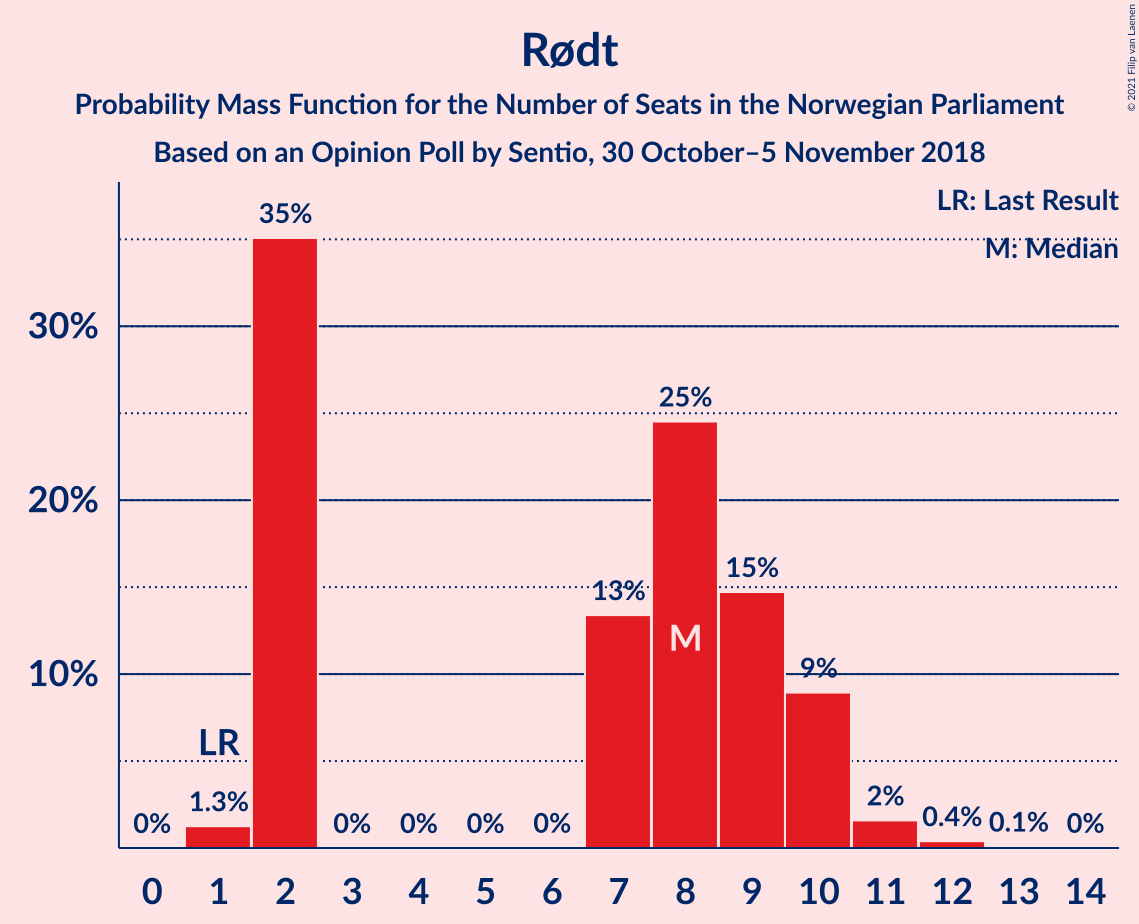 Rødt
Probability Mass Function for the Number of Seats in the Norwegian Parliament
Based on an Opinion Poll by Sentio, 30 October–5 November 2018
© 2021 Filip van Laenen
LR: Last Result
M: Median
35%
30%
25%
20%
15%
13%
M
10%
9%
LR
2%
1.3%
0%
0%
0%
0%
0%
0.4%
0.1%
0%
0 1 2 3 4 5 6 7 8 9 10 11 12 13 14